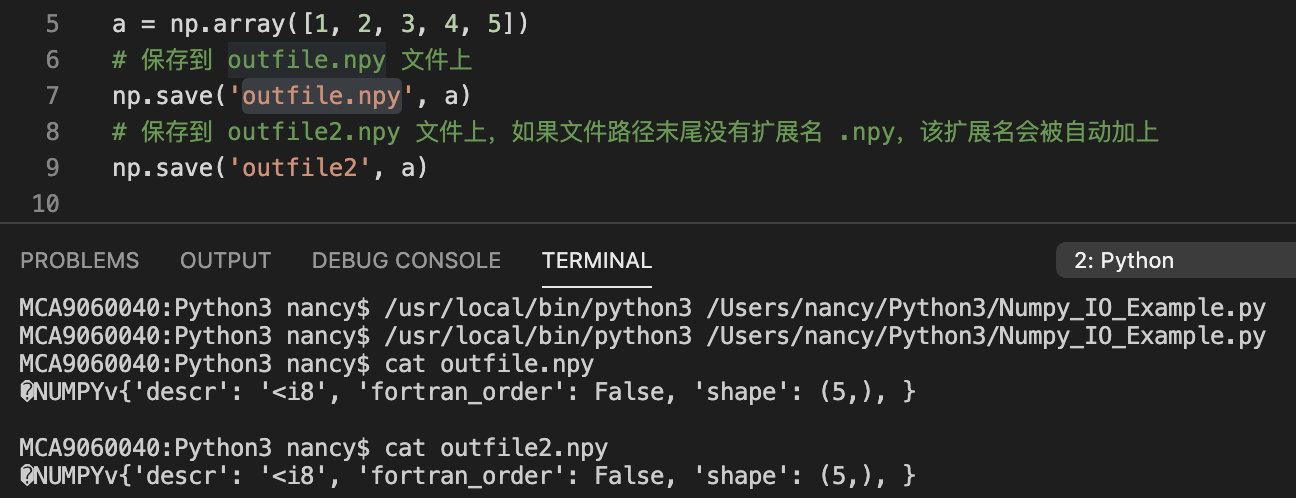 5 a = np.array([1, 2, 3, 4, 5])
6 # 保存到 outfile.npy 文件上
7 np.save('outfile.npy', a)
8 # 保存到 outfile2.npy 文件上，如果文件路径末尾没有扩展名 .npy，该扩展名会被自动加上
9 np.save('outfile2', a)
10
PROBLEMS OUTPUT DEBUG CONSOLE TERMINAL 2: Python
MCA9060040:Python3 nancy$ /usr/local/bin/python3 /Users/nancy/Python3/Numpy_IO_Example.py
MCA9060040:Python3 nancy$ /usr/local/bin/python3 /Users/nancy/Python3/Numpy_IO_Example.py
MCA9060040:Python3 nancy$ cat outfile.npy
�NUMPYv{'descr': '<i8', 'fortran_order': False, 'shape': (5,), }
MCA9060040:Python3 nancy$ cat outfile2.npy
�NUMPYv{'descr': '<i8', 'fortran_order': False, 'shape': (5,), }